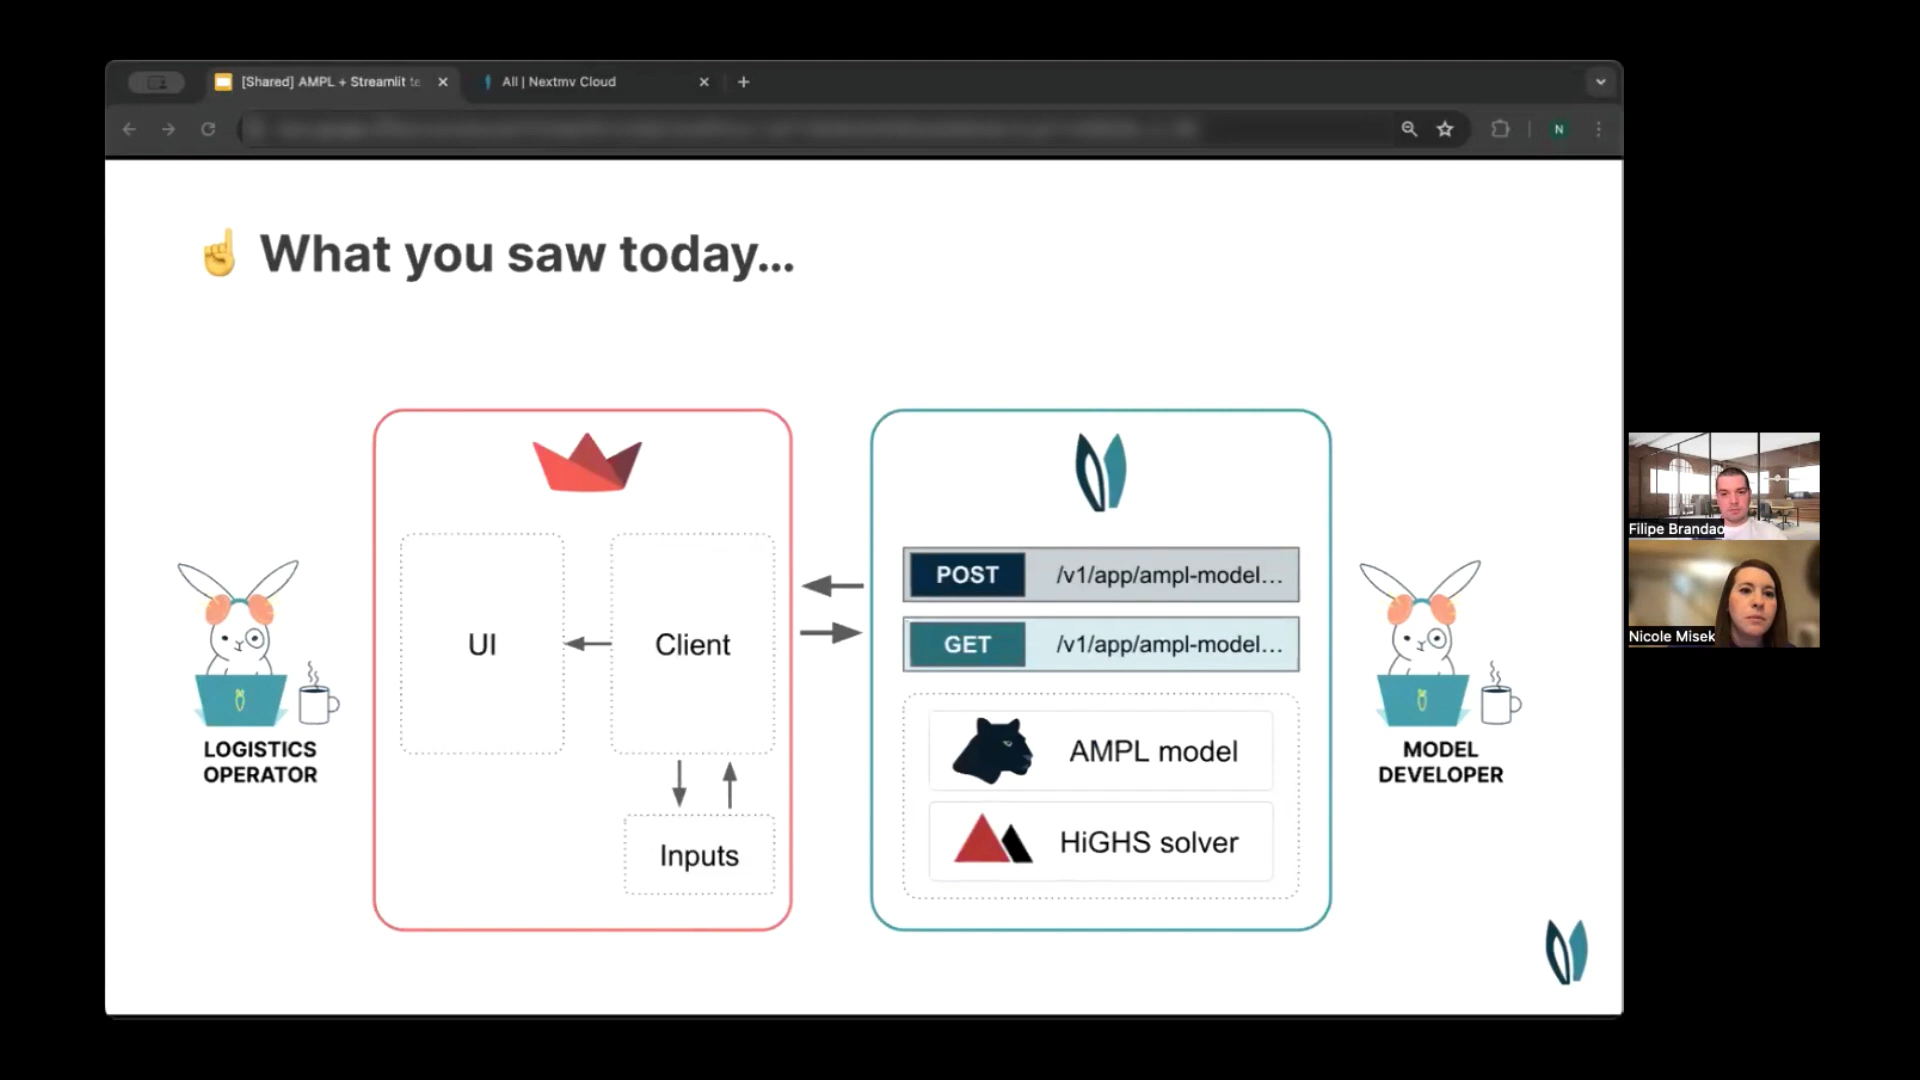 [Shared] AMPL + Streamlit te
All | Nextmv Cloud
N
☝ What you saw today...
UI
Client
Inputs
POST
/v1/app/ampl-model...
GET
/v1/app/ampl-model...
AMPL model
HiGHS solver
LOGISTICS
OPERATOR
MODEL
DEVELOPER
Filipe Brandao
Nicole Misek